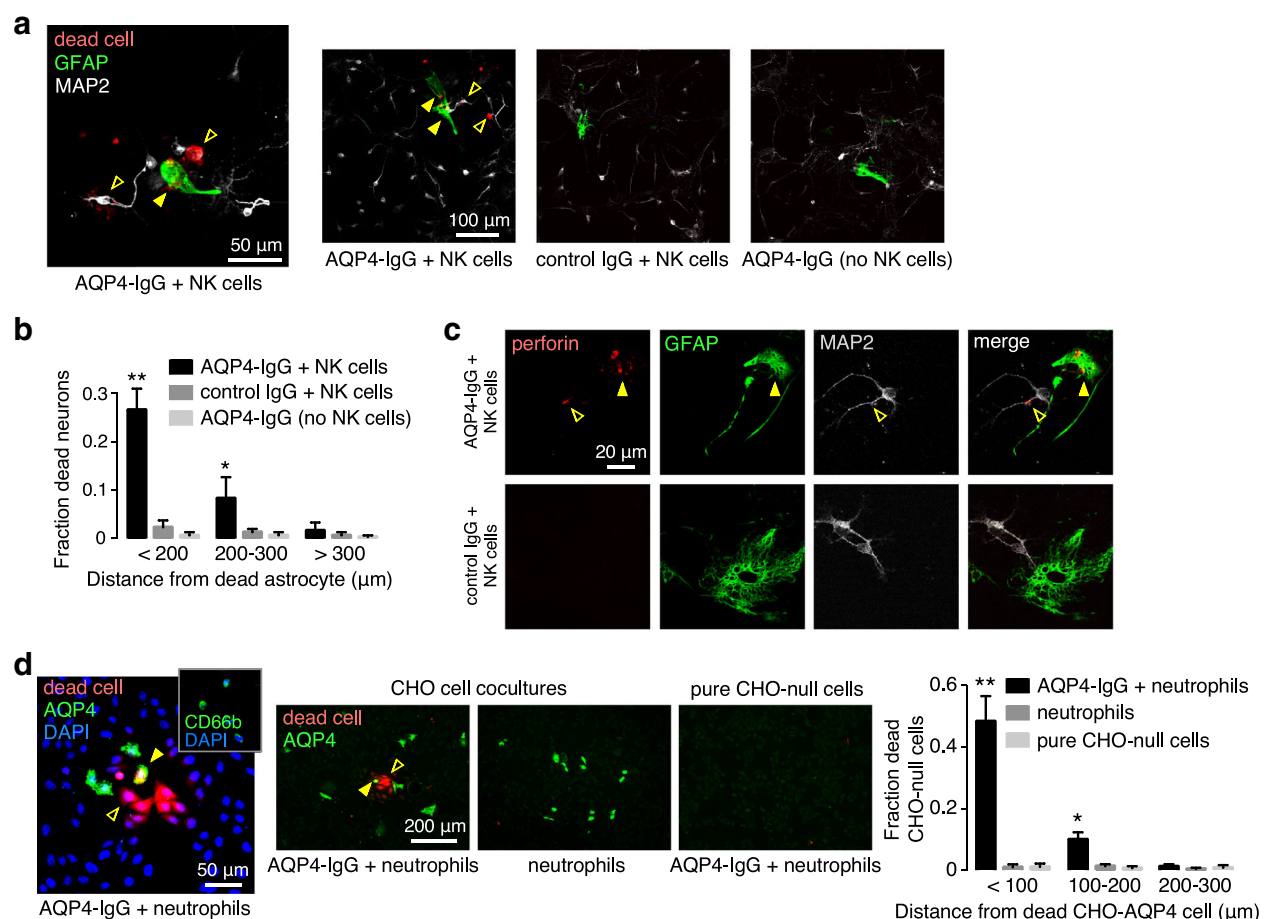 a
dead cell
GFAP
MAP2
50 µm
100 µm
AQP4-IgG + NK cells
AQP4-IgG + NK cells
control IgG + NK cells
AQP4-IgG (no NK cells)
b
AQP4-IgG + NK cells
control IgG + NK cells
AQP4-IgG (no NK cells)
Fraction dead neurons
0.3
0.2
0.1
0
**
*
< 200
200-300
> 300
Distance from dead astrocyte (µm)
c
AQP4-IgG +
NK cells
perforin
GFAP
MAP2
merge
20 µm
control IgG +
NK cells
d
dead cell
AQP4
DAPI
CD66b
DAPI
50 µm
AQP4-IgG + neutrophils
CHO cell cocultures
pure CHO-null cells
dead cell
AQP4
200 µm
AQP4-IgG + neutrophils
neutrophils
AQP4-IgG + neutrophils
Fraction dead
CHO-null cells
0.6
0.4
0.2
0
**
*
AQP4-IgG + neutrophils
neutrophils
pure CHO-null cells
< 100
100-200
200-300
Distance from dead CHO-AQP4 cell (µm)